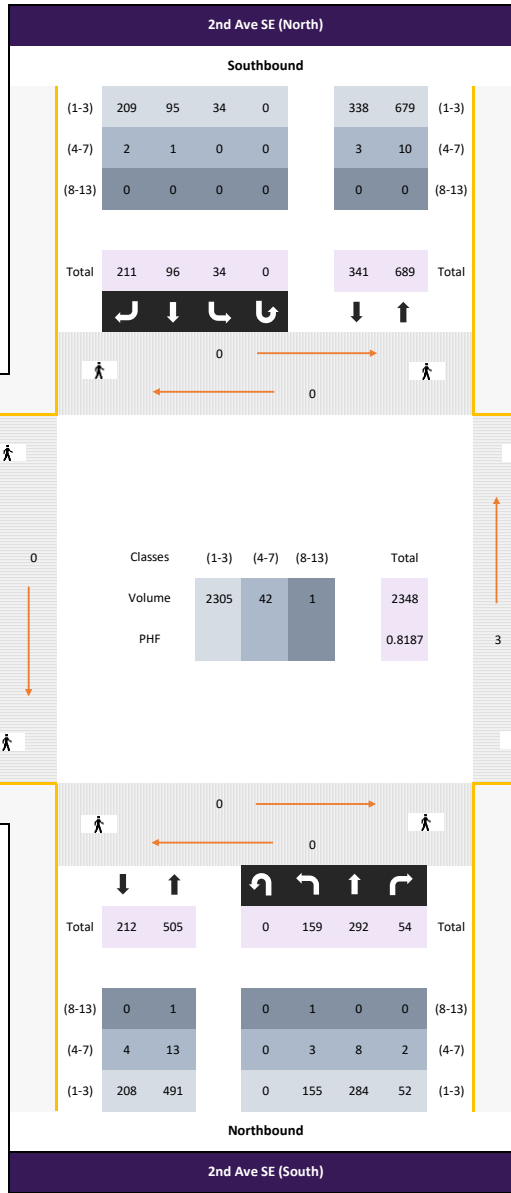 2nd Ave SE (North)
Southbound
(1-3) 209 95 34 0 338 679 (1-3)
(4-7) 2 1 0 0 3 10 (4-7)
(8-13) 0 0 0 0 0 0 (8-13)
Total 211 96 34 0 341 689 Total
0
0
0
Classes (1-3) (4-7) (8-13) Total
Volume 2305 42 1 2348
PHF 0.8187
3
0
0
Total 212 505 0 159 292 54 Total
(8-13) 0 1 0 1 0 0 (8-13)
(4-7) 4 13 0 3 8 2 (4-7)
(1-3) 208 491 0 155 284 52 (1-3)
Northbound
2nd Ave SE (South)